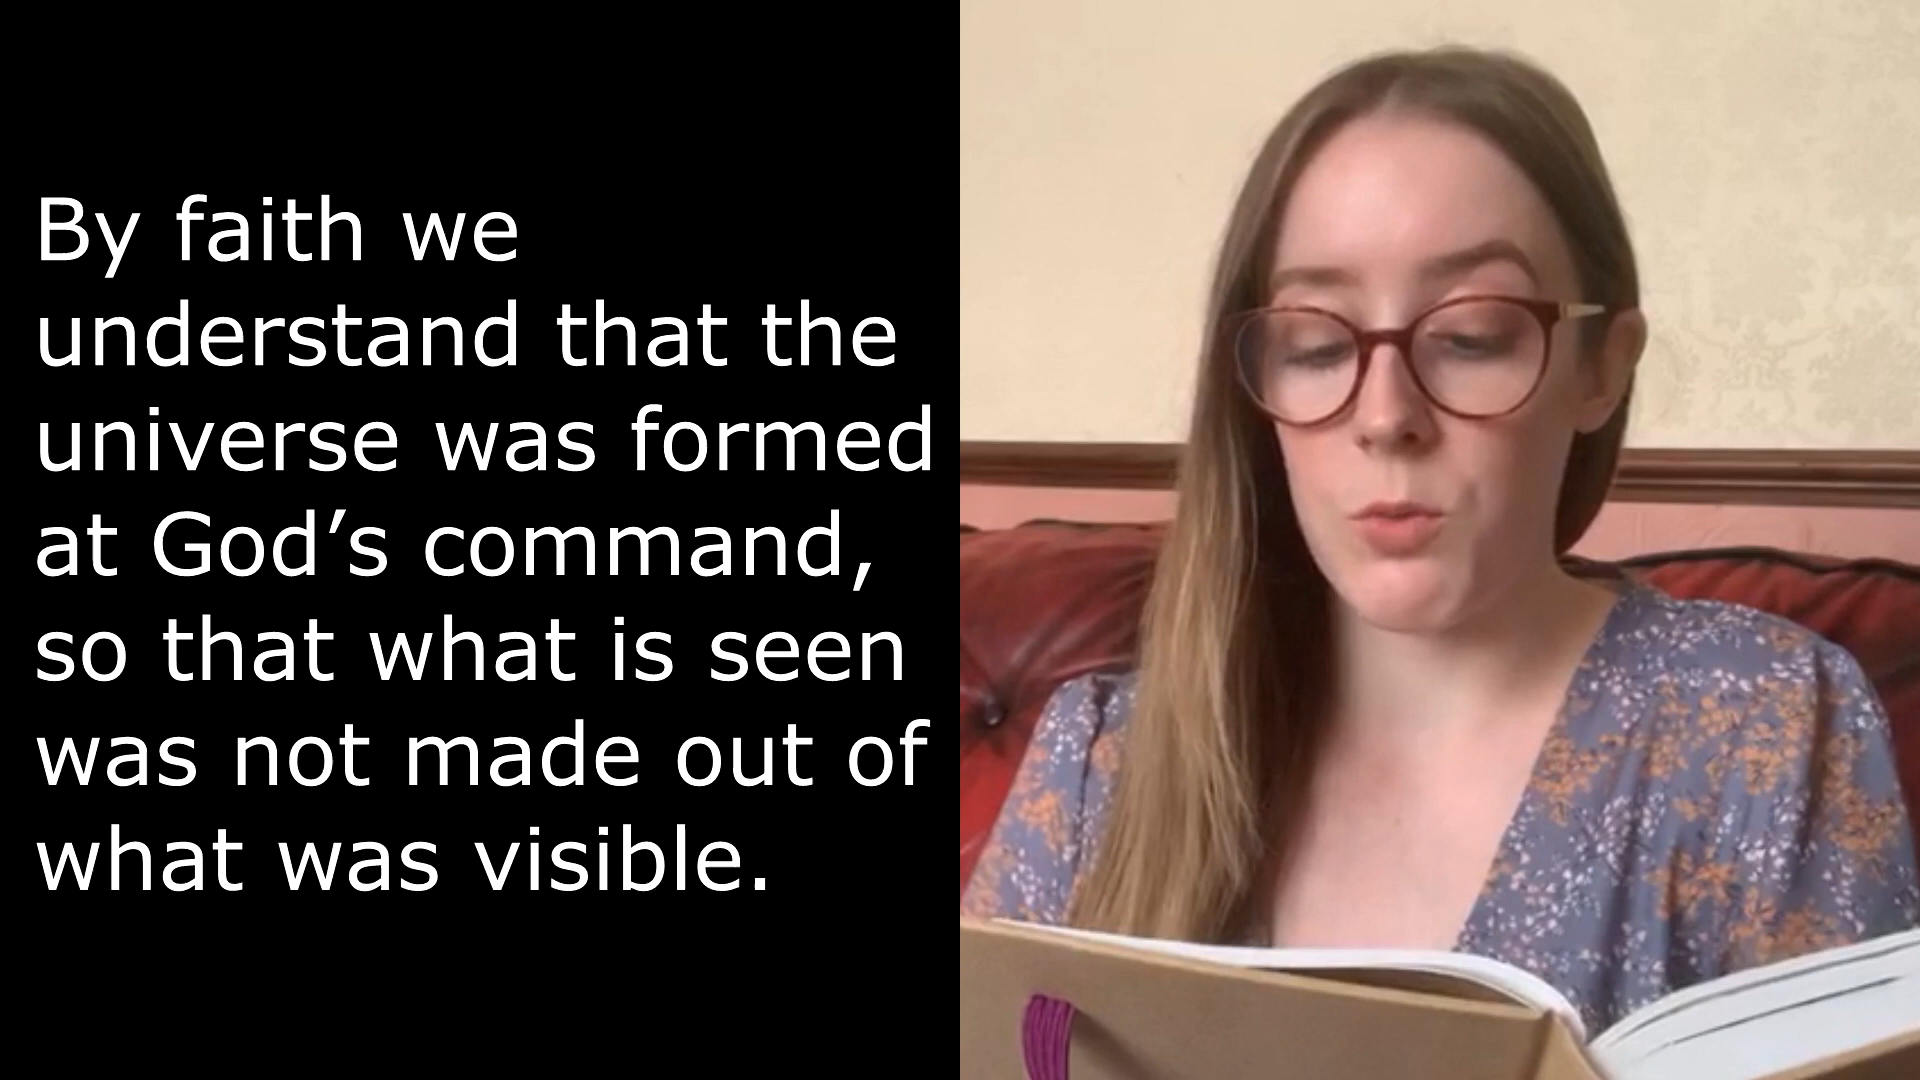 By faith we
understand that the
universe was formed
at God’s command,
so that what is seen
was not made out of
what was visible.